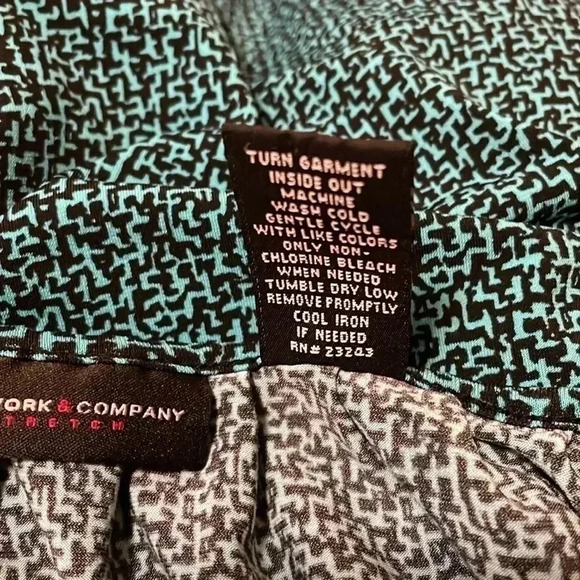 TURN GARMENT
INSIDE OUT
MACHINE
WASH COLD
GENTLE CYCLE
WITH LIKE COLORS
ONLY NON-
CHLORINE BLEACH
WHEN NEEDED
TUMBLE DRY LOW
REMOVE PROMPTLY
COOL IRON
IF NEEDED
RN# 23243
YORK & COMPANY
STRETCH